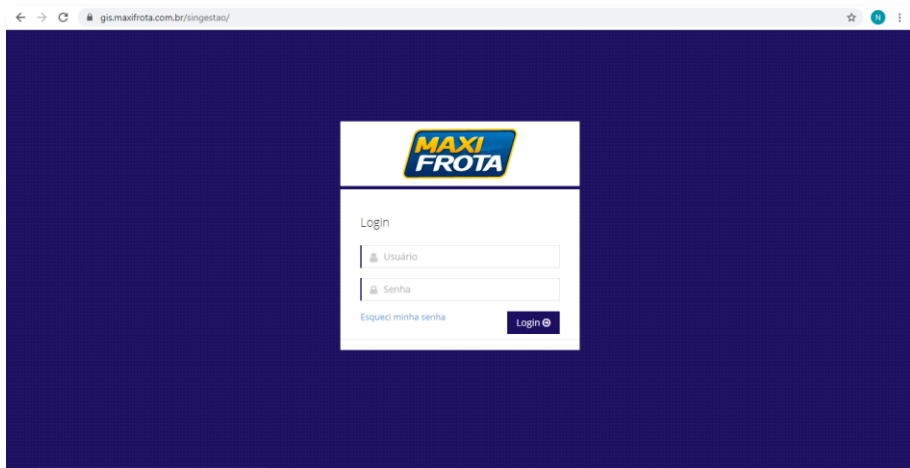 gis.maxifrota.com.br/singestao/
N
MAXI
FROTA
Login
Usuário
Senha
Esqueci minha senha
Login